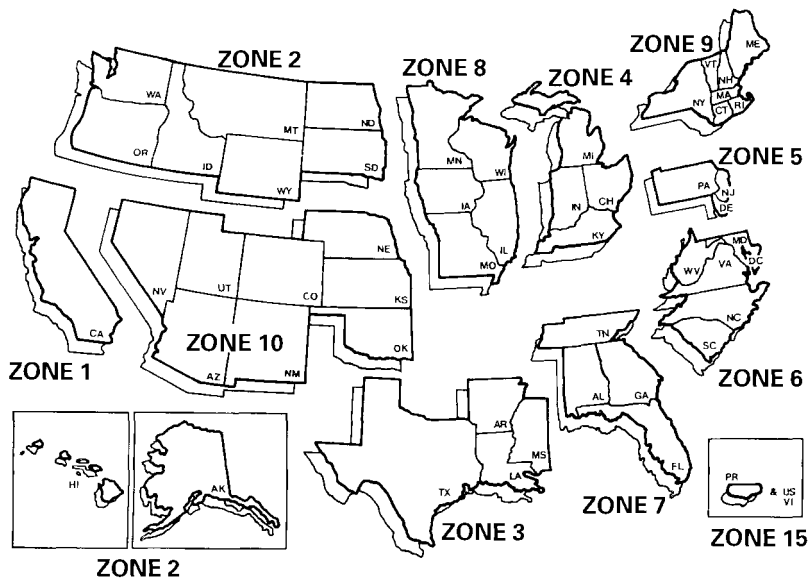 ZONE 2
WA
OR
ID
MT
WY
ND
SD
ZONE 8
MN
WI
IA
IL
MO
ZONE 4
MI
IN
OH
KY
ZONE 9
ME
VT
NH
NY
MA
CT
RI
ZONE 5
PA
NJ
DE
CA
ZONE 1
NV
UT
CO
NE
KS
OK
AZ
NM
ZONE 10
MD
DC
WV
VA
NC
SC
ZONE 6
TN
AL
GA
FL
ZONE 7
AR
MS
LA
TX
ZONE 3
HI
AK
ZONE 2
PR
& US
VI
ZONE 15